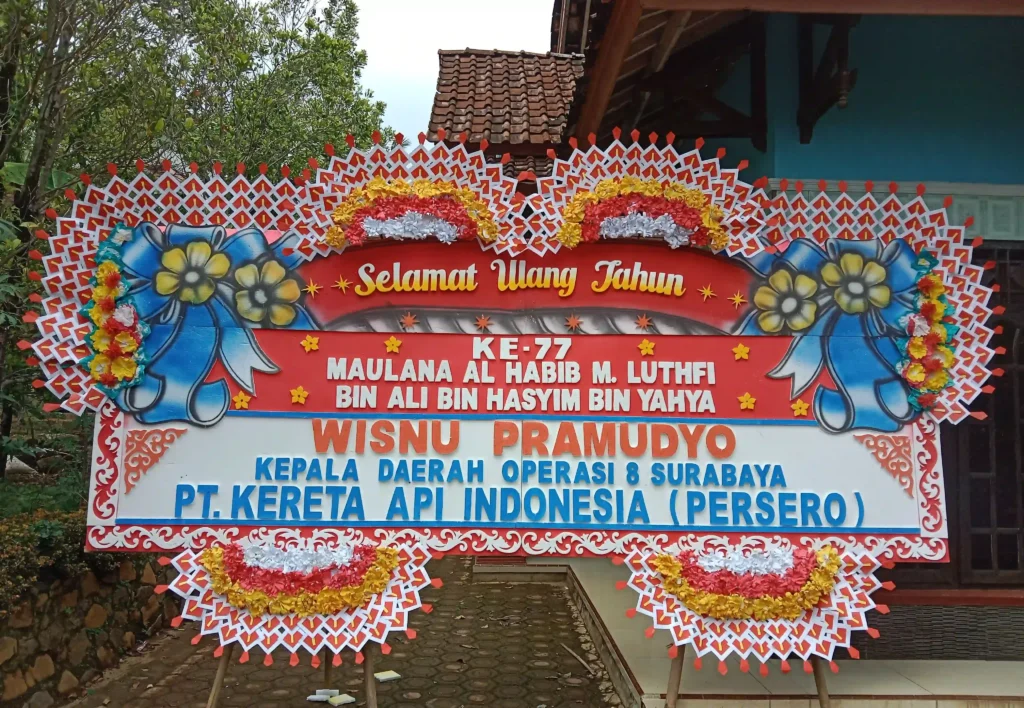 Selamat Ulang Tahun
KE-77
MAULANA AL HABIB M. LUTHFI
BIN ALI BIN HASYIM BIN YAHYA
WISNU PRAMUDYO
KEPALA DAERAH OPERASI 8 SURABAYA
PT. KERETA API INDONESIA (PERSERO)